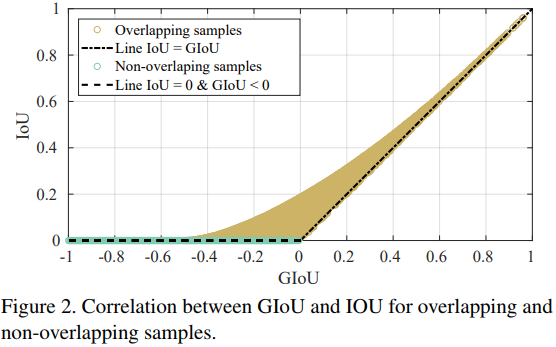 1
0.8
0.6
0.4
0.2
0
IoU
Overlapping samples
Line IoU = GIoU
Non-overlaping samples
Line IoU = 0 & GIoU < 0
-1 -0.8 -0.6 -0.4 -0.2 0 0.2 0.4 0.6 0.8 1
GIoU
Figure 2. Correlation between GIoU and IOU for overlapping and
non-overlapping samples.